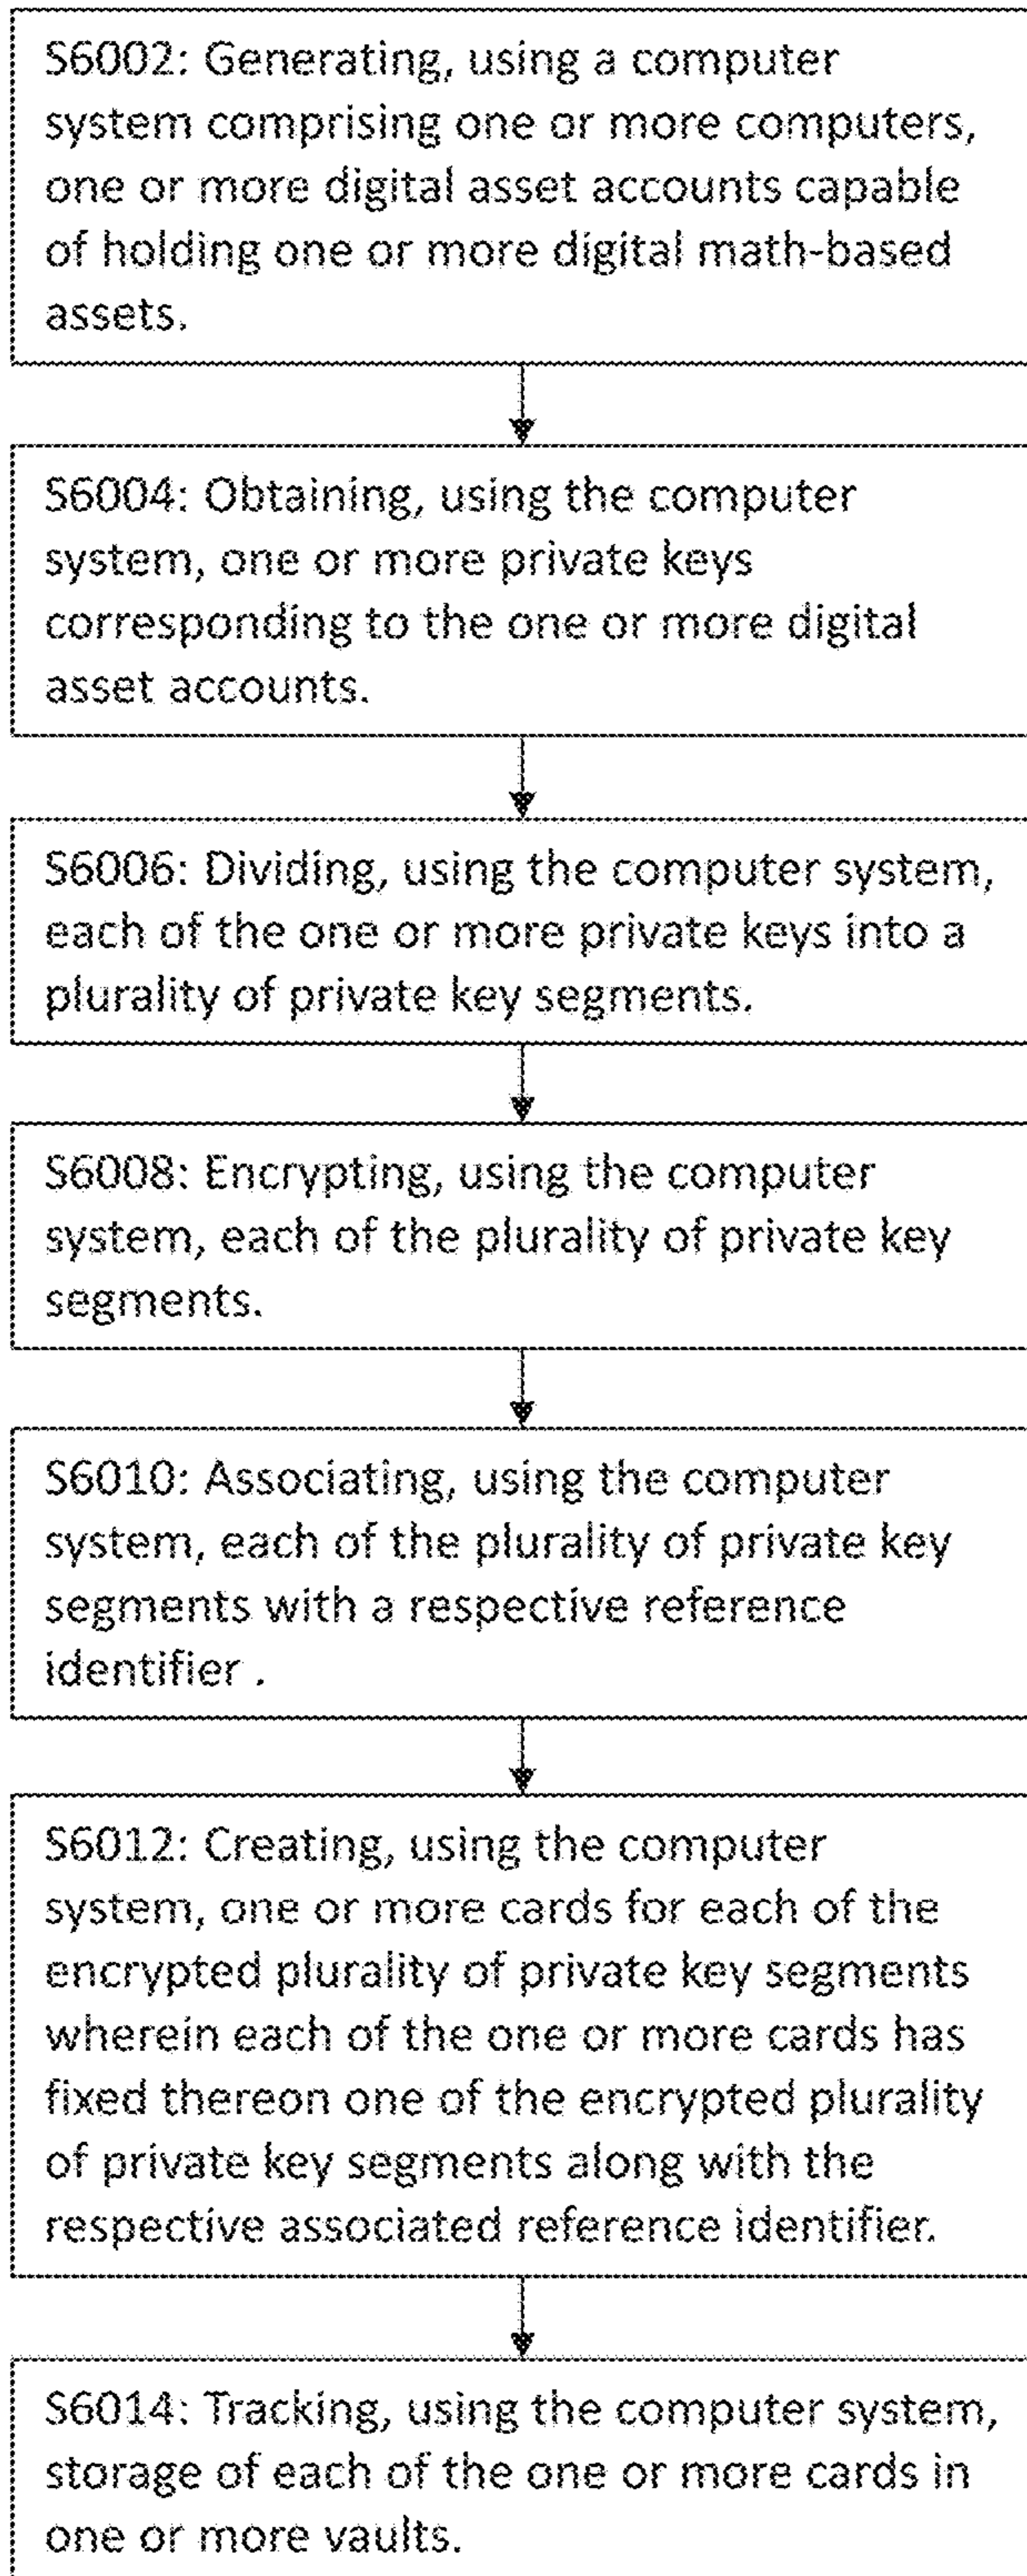 S6002: Generating, using a computer
system comprising one or more computers,
one or more digital asset accounts capable
of holding one or more digital math-based
assets.
S6004: Obtaining, using the computer
system, one or more private keys
corresponding to the one or more digital
asset accounts.
S6006: Dividing, using the computer system,
each of the one or more private keys into a
plurality of private key segments.
S6008: Encrypting, using the computer
system, each of the plurality of private key
segments.
S6010: Associating, using the computer
system, each of the plurality of private key
segments with a respective reference
identifier .
S6012: Creating, using the computer
system, one or more cards for each of the
encrypted plurality of private key segments
wherein each of the one or more cards has
fixed thereon one of the encrypted plurality
of private key segments along with the
respective associated reference identifier.
S6014: Tracking, using the computer system,
storage of each of the one or more cards in
one or more vaults.